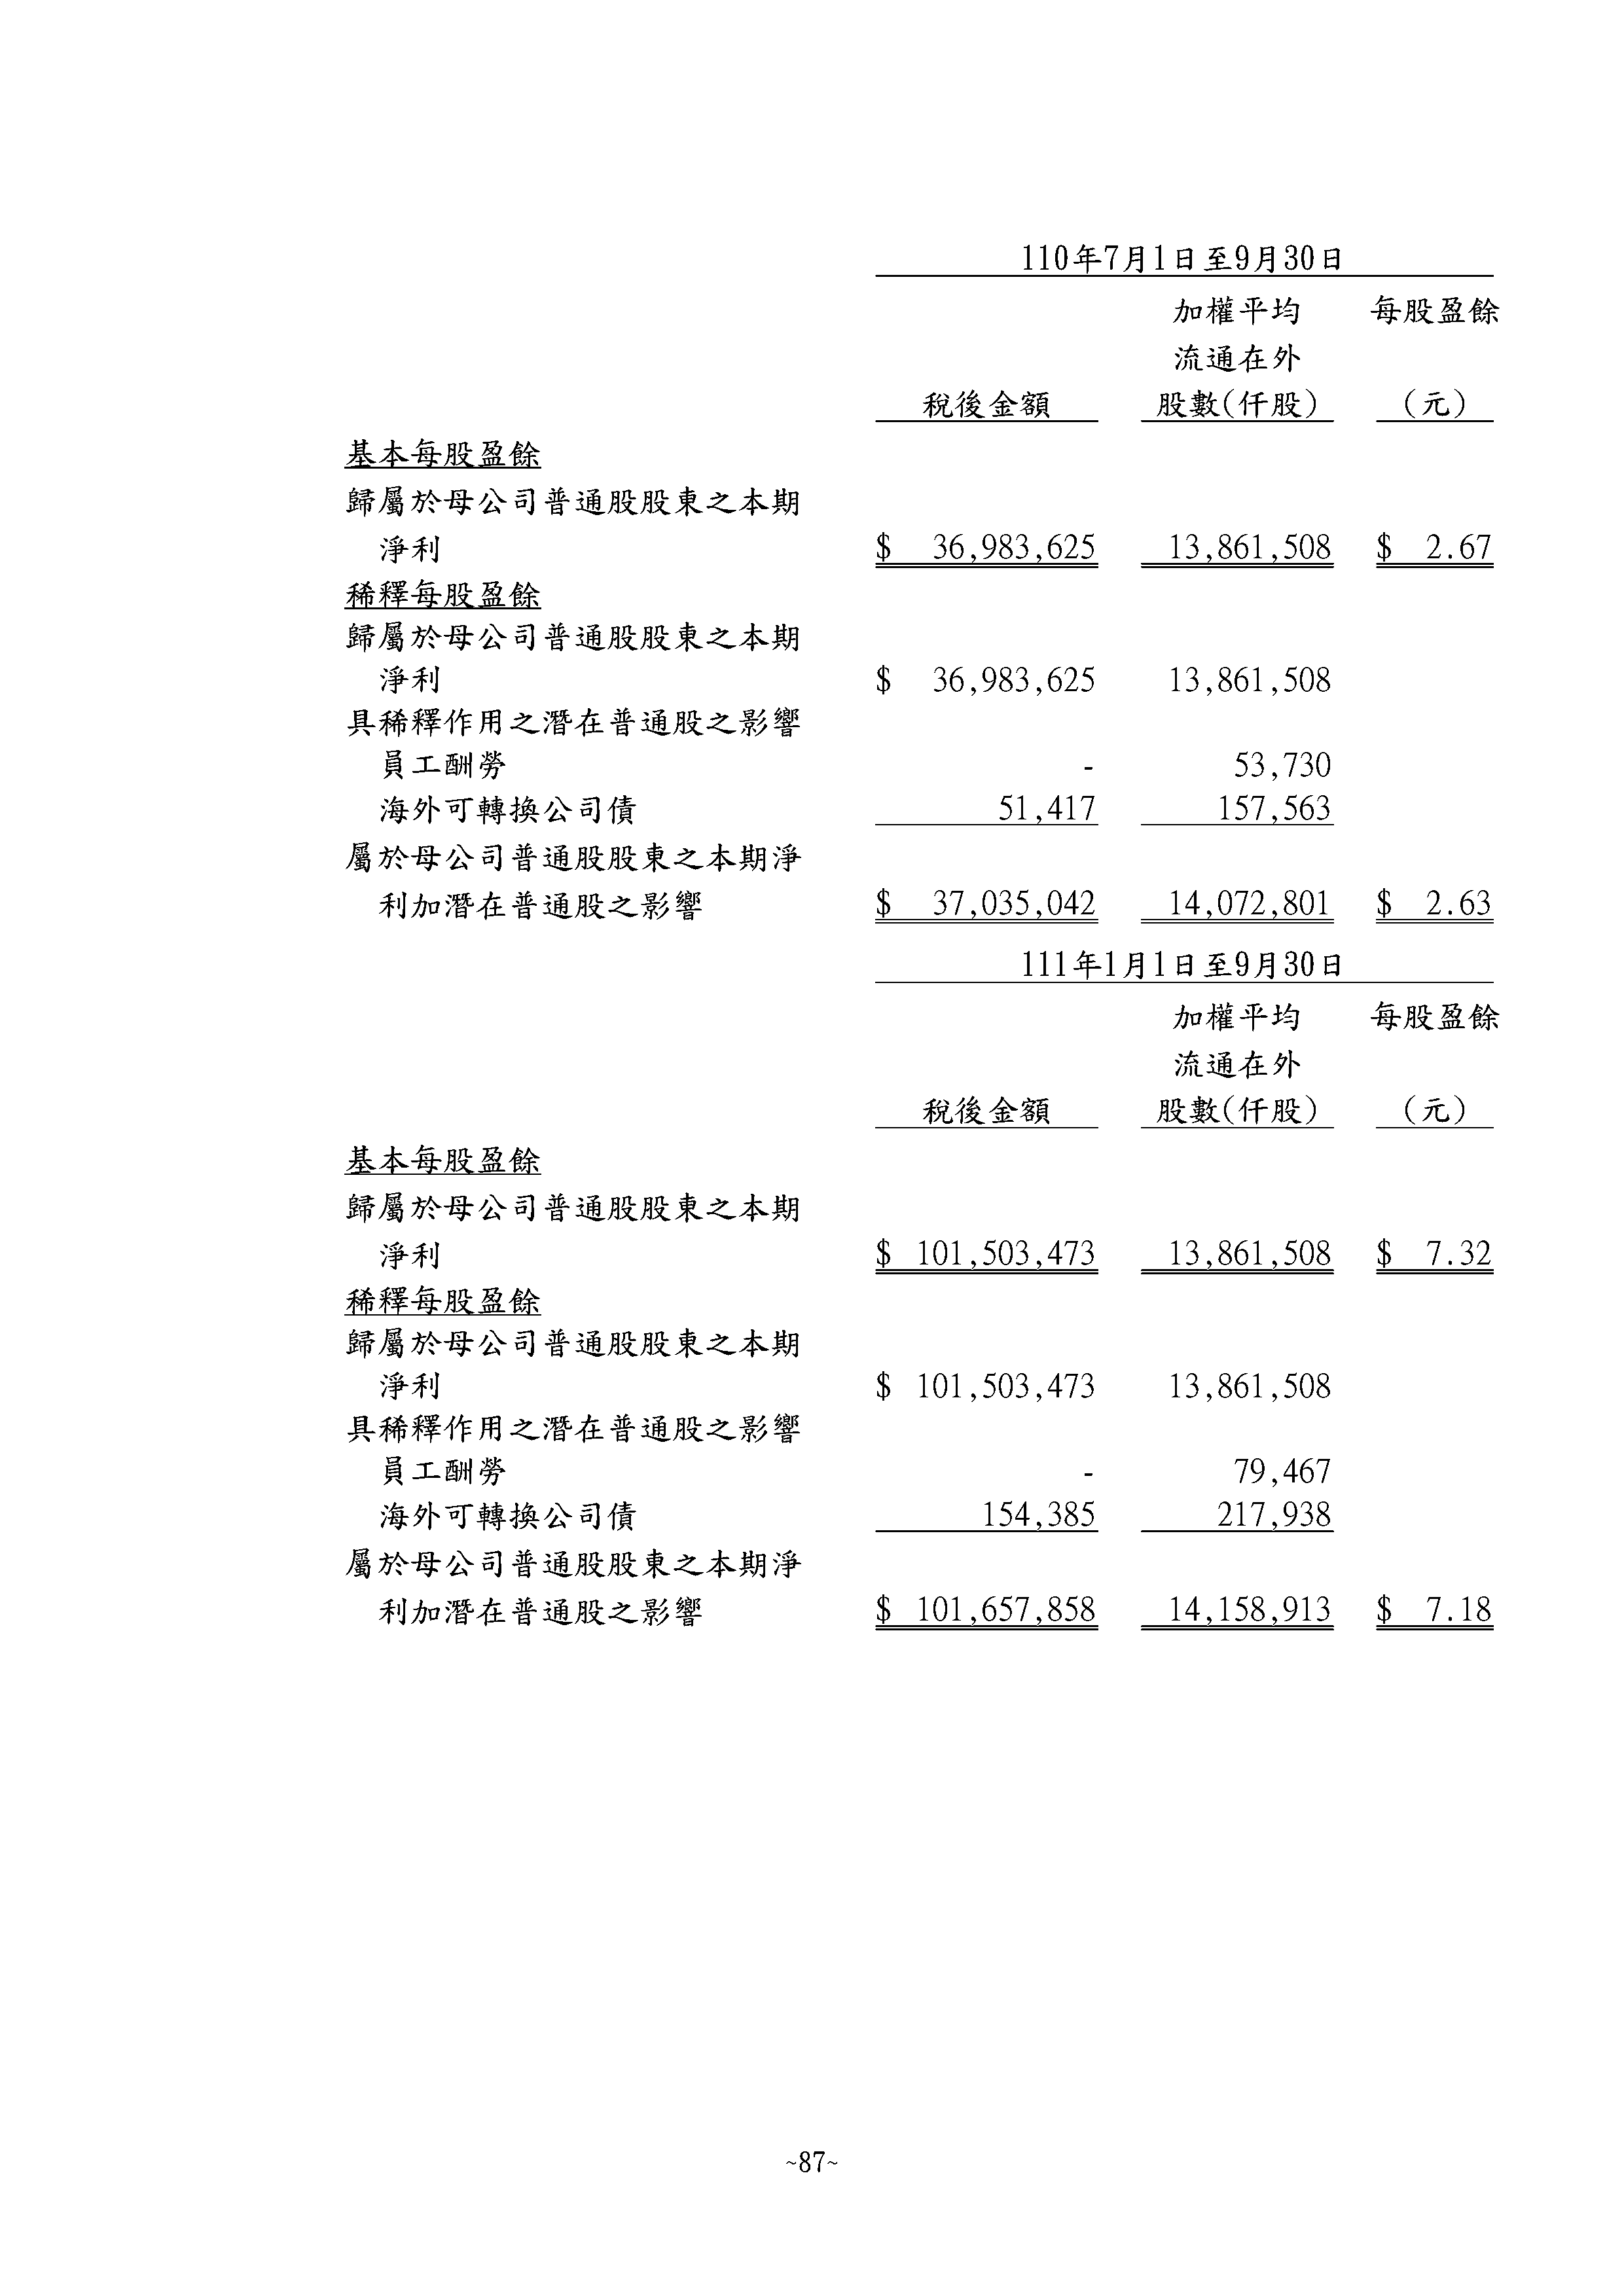 110年7月1日至9月30日
加權平均 每股盈餘
流通在外
稅後金額 股數(仟股) (元)
基本每股盈餘
歸屬於母公司普通股股東之本期
淨利 $ 36,983,625 13,861,508 $ 2.67
稀釋每股盈餘
歸屬於母公司普通股股東之本期
淨利 $ 36,983,625 13,861,508
具稀釋作用之潛在普通股之影響
員工酬勞 - 53,730
海外可轉換公司債 51,417 157,563
屬於母公司普通股股東之本期淨
利加潛在普通股之影響 $ 37,035,042 14,072,801 $ 2.63
111年1月1日至9月30日
加權平均 每股盈餘
流通在外
稅後金額 股數(仟股) (元)
基本每股盈餘
歸屬於母公司普通股股東之本期
淨利 $ 101,503,473 13,861,508 $ 7.32
稀釋每股盈餘
歸屬於母公司普通股股東之本期
淨利 $ 101,503,473 13,861,508
具稀釋作用之潛在普通股之影響
員工酬勞 - 79,467
海外可轉換公司債 154,385 217,938
屬於母公司普通股股東之本期淨
利加潛在普通股之影響 $ 101,657,858 14,158,913 $ 7.18
~87~